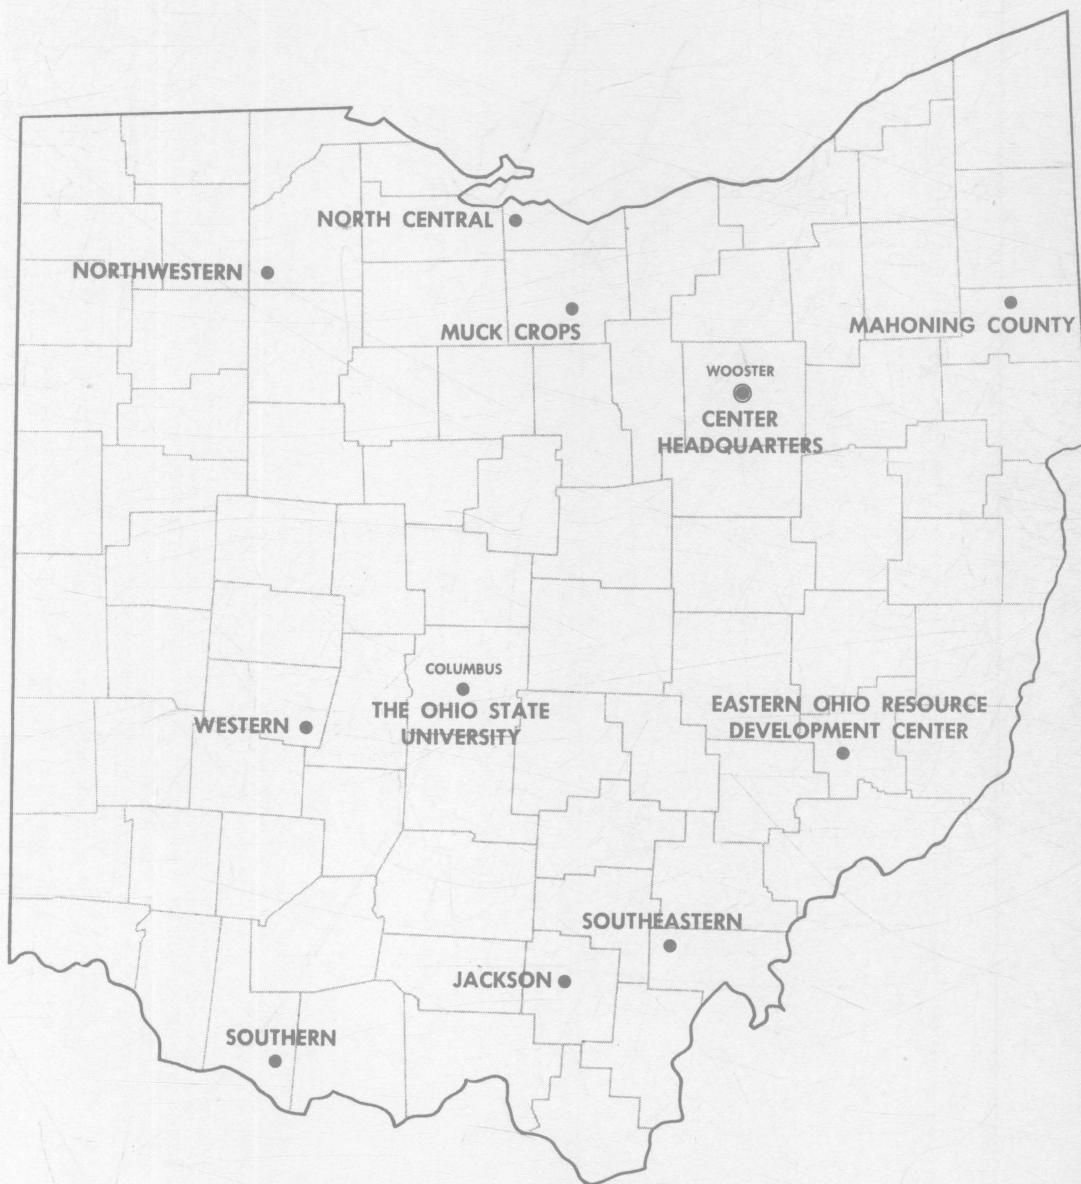 NORTH CENTRAL
NORTHWESTERN
MUCK CROPS
MAHONING COUNTY
WOOSTER
CENTER
HEADQUARTERS
COLUMBUS
THE OHIO STATE
UNIVERSITY
WESTERN
EASTERN OHIO RESOURCE
DEVELOPMENT CENTER
SOUTHEASTERN
JACKSON
SOUTHERN